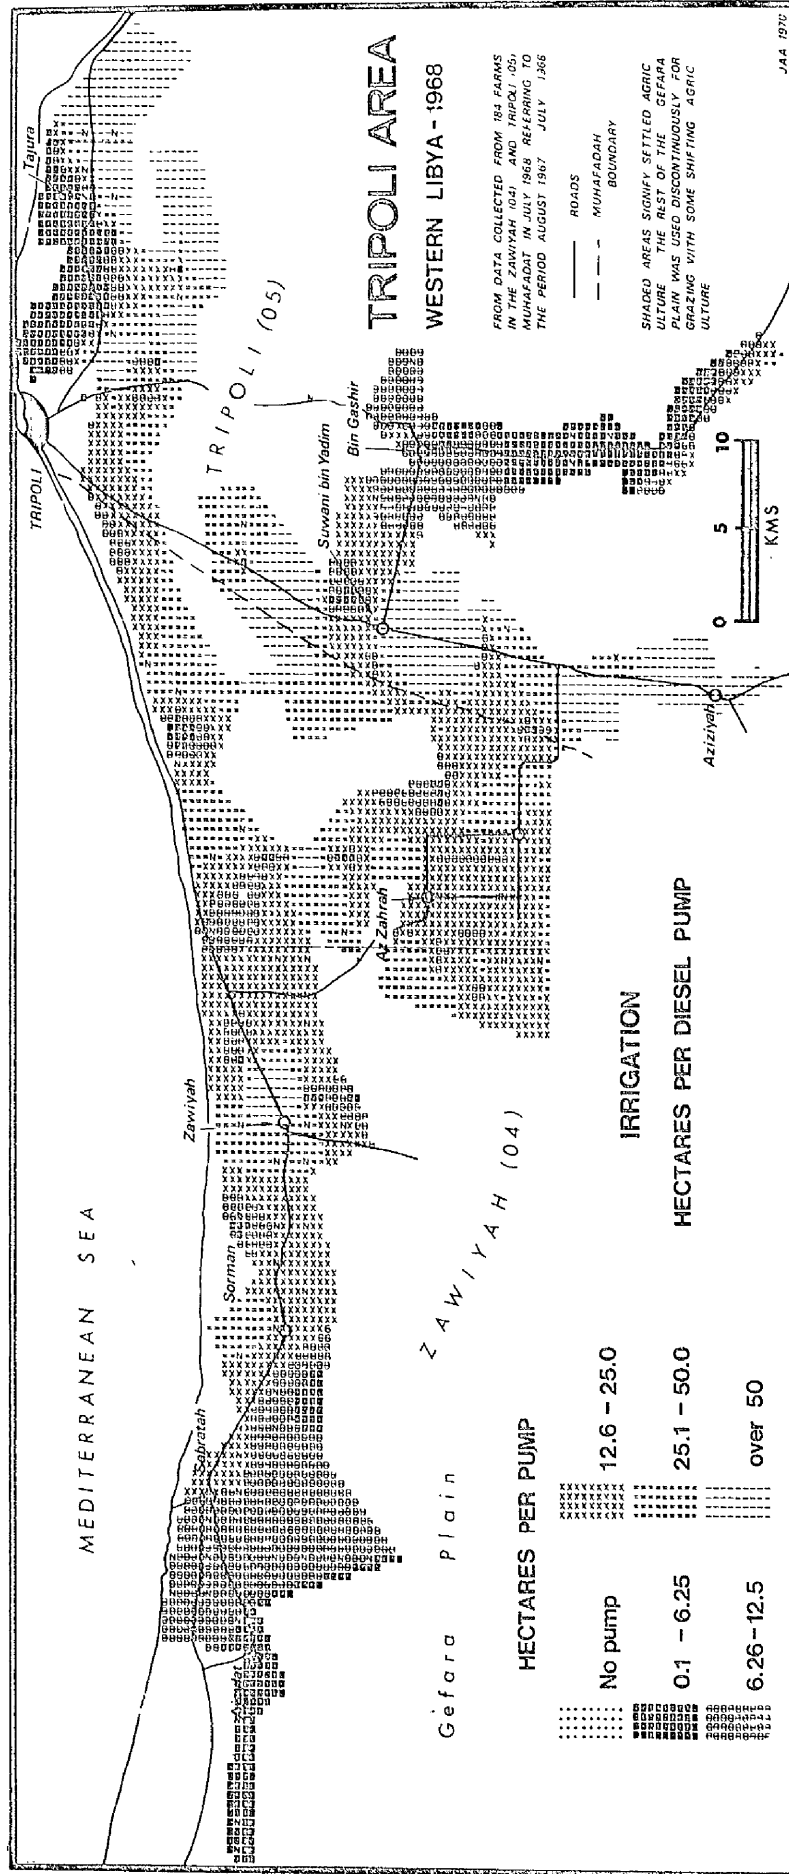 TRIPOLI AREA
WESTERN LIBYA - 1968
FROM DATA COLLECTED FROM 184 FARMS
IN THE ZAWIYAH (04) AND TRIPOLI (05)
MUHAFADAT IN JULY 1968 REFERRING TO
THE PERIOD AUGUST 1967 JULY 1968
ROADS
MUHAFADAH
BOUNDARY
SHADED AREAS SIGNIFY SETTLED AGRIC
ULTURE THE REST OF THE GEFARA
PLAIN WAS USED DISCONTINUOUSLY FOR
GRAZING WITH SOME SHIFTING AGRIC
ULTURE
JAA 1970
MEDITERRANEAN SEA
TRIPOLI
Tajura
TRIPOLI (05)
Suwani bin Yadim
Bin Gashir
Aziziyah
Az Zahrah
Zawiyah
Sorman
Sabratah
ZAWIYAH (04)
Gefara Plain
0 5 10
KMS
IRRIGATION
HECTARES PER DIESEL PUMP
HECTARES PER PUMP
No pump
0.1 - 6.25
6.26-12.5
12.6 - 25.0
25.1 - 50.0
over 50